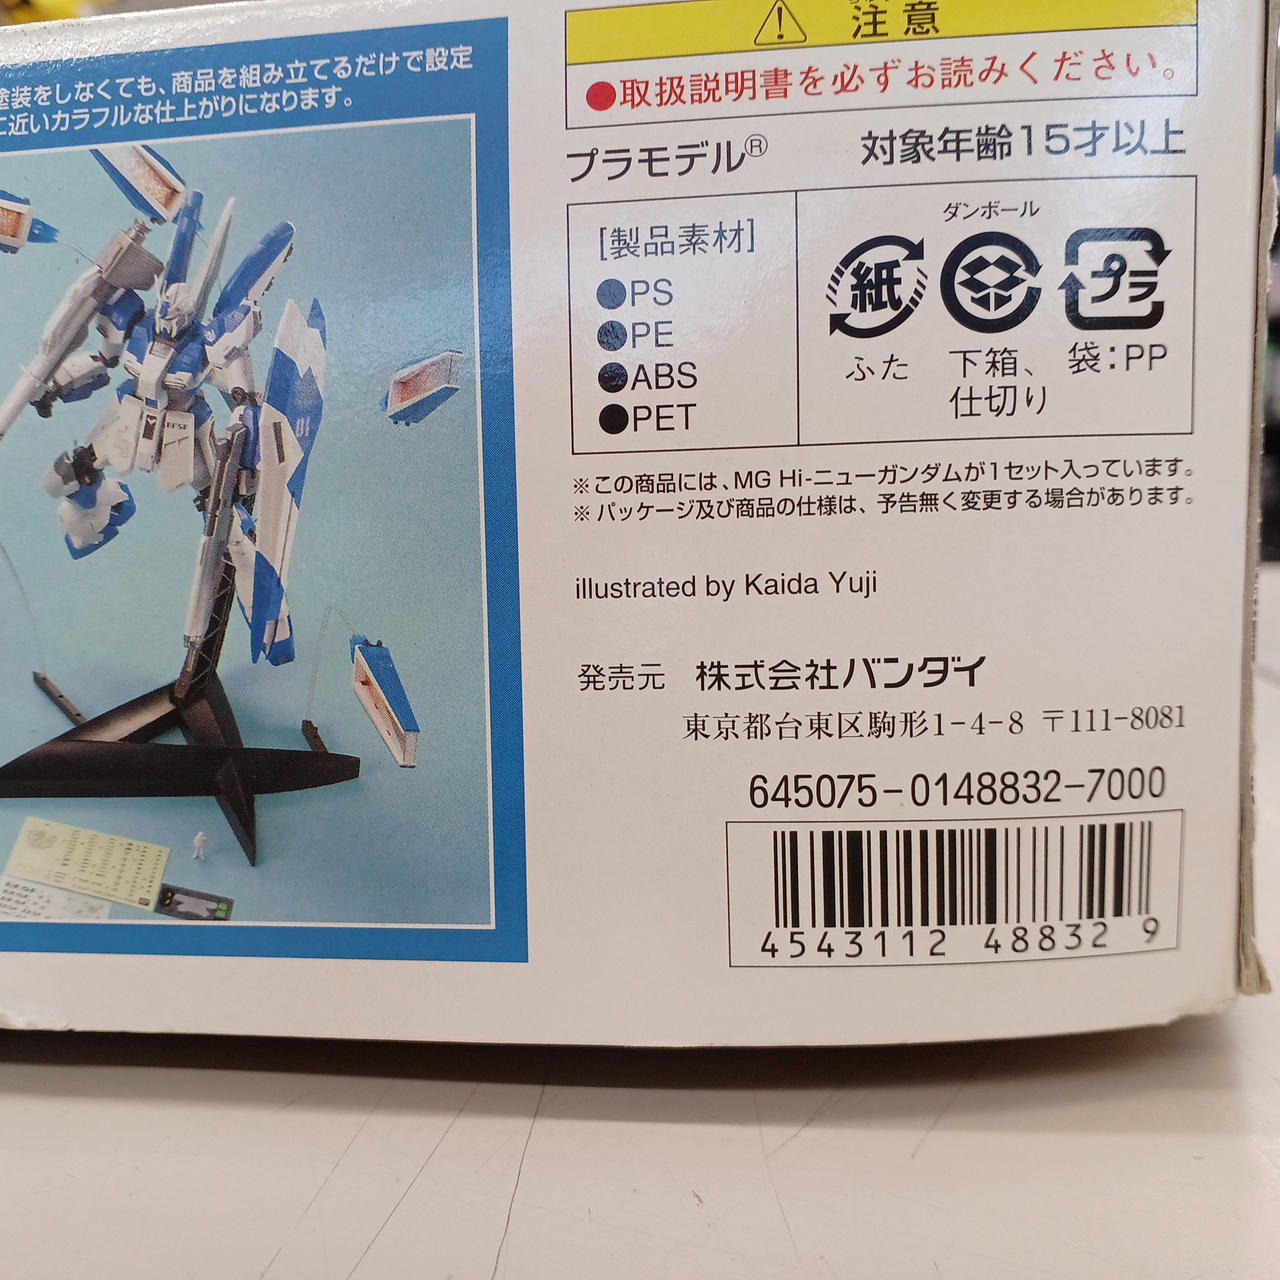 塗装をしなくても、商品を組み立てるだけで設定
に近いカラフルな仕上がりになります。
EFSF
注意
●取扱説明書を必ずお読みください。
プラモデル® 対象年齢15才以上
[製品素材]
●PS
●PE
●ABS
●PET
ダンボール
紙 プラ
ふた 下箱、 袋:PP
仕切り
※この商品には、MG Hi-ニューガンダムが1セット入っています。
※パッケージ及び商品の仕様は、予告無く変更する場合があります。
illustrated by Kaida Yuji
発売元 株式会社バンダイ
東京都台東区駒形1-4-8 〒111-8081
645075-0148832-7000
4543112 48832 9